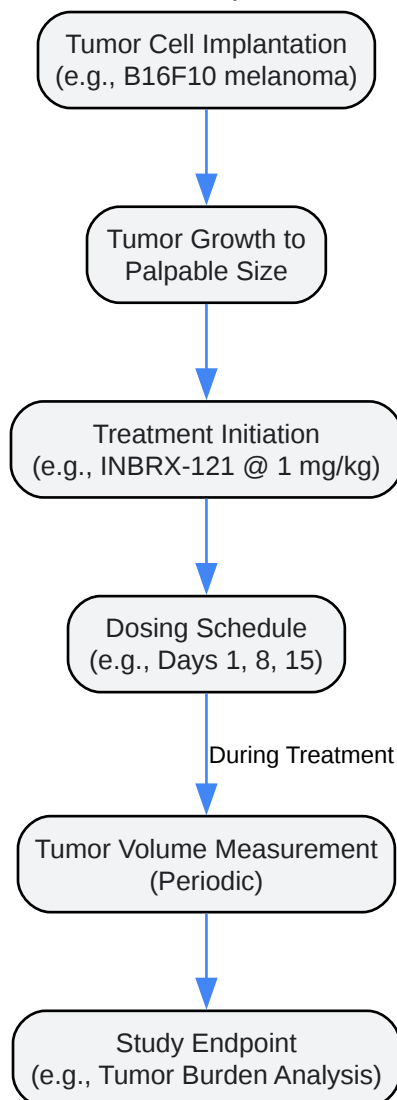 Tumor Cell Implantation
(e.g., B16F10 melanoma)
Tumor Growth to
Palpable Size
Treatment Initiation
(e.g., INBRX-121 @ 1 mg/kg)
Dosing Schedule
(e.g., Days 1, 8, 15)
During Treatment
Tumor Volume Measurement
(Periodic)
Study Endpoint
(e.g., Tumor Burden Analysis)